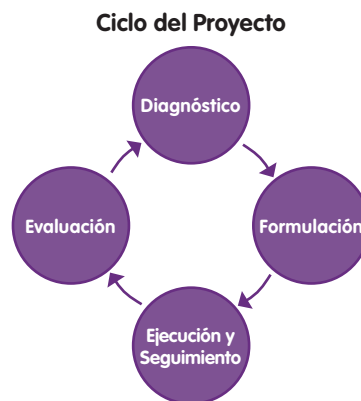 Ciclo del Proyecto
Diagnóstico
Formulación
Ejecución y
Seguimiento
Evaluación